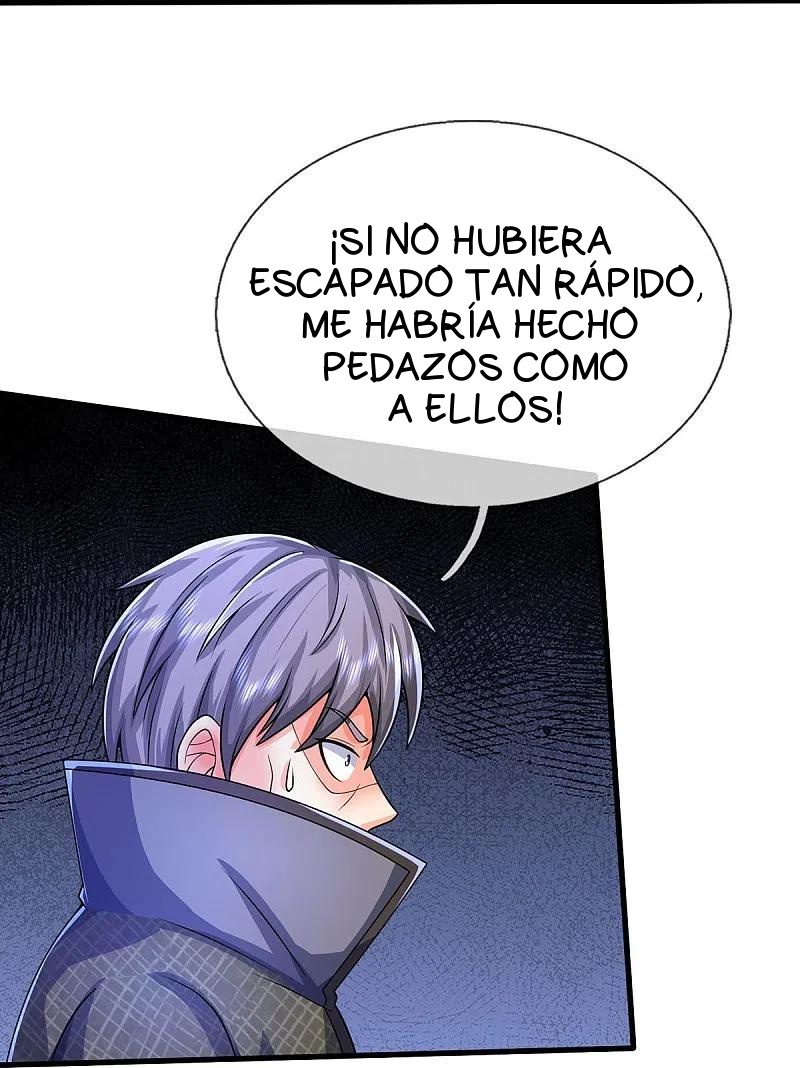 ¡SI NO HUBIERA
ESCAPADO TAN RÁPIDO,
ME HABRÍA HECHO
PEDAZOS COMO
A ELLOS!